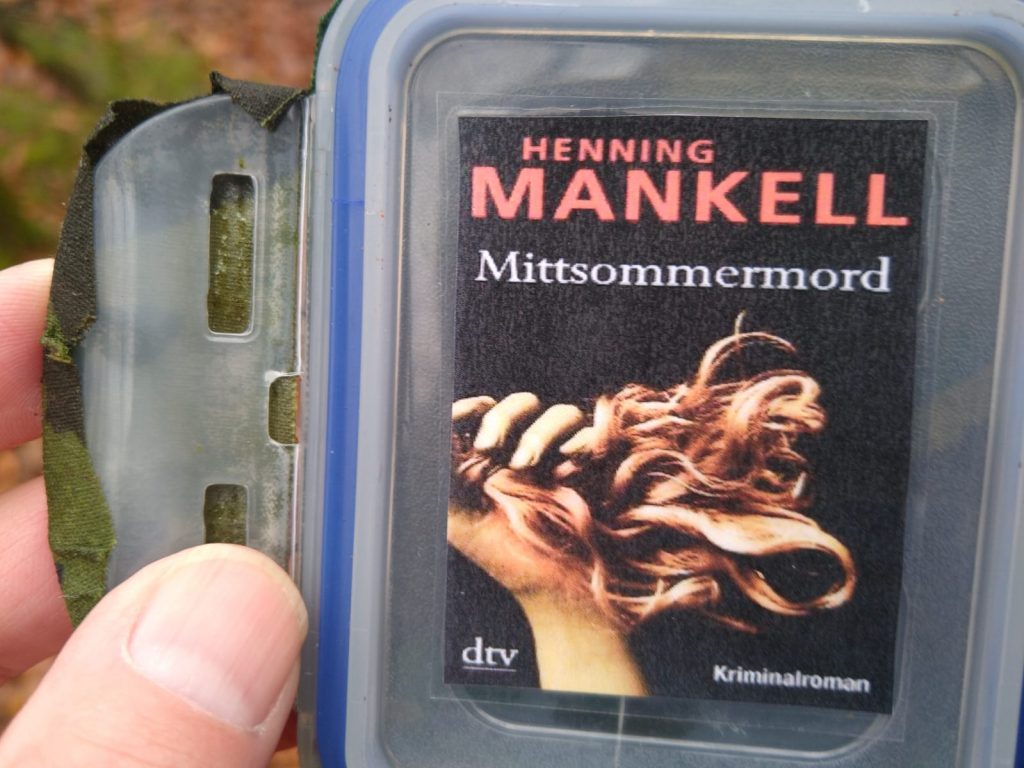 HENNING
MANKELL
Mittsommermord
dtv
Kriminalroman